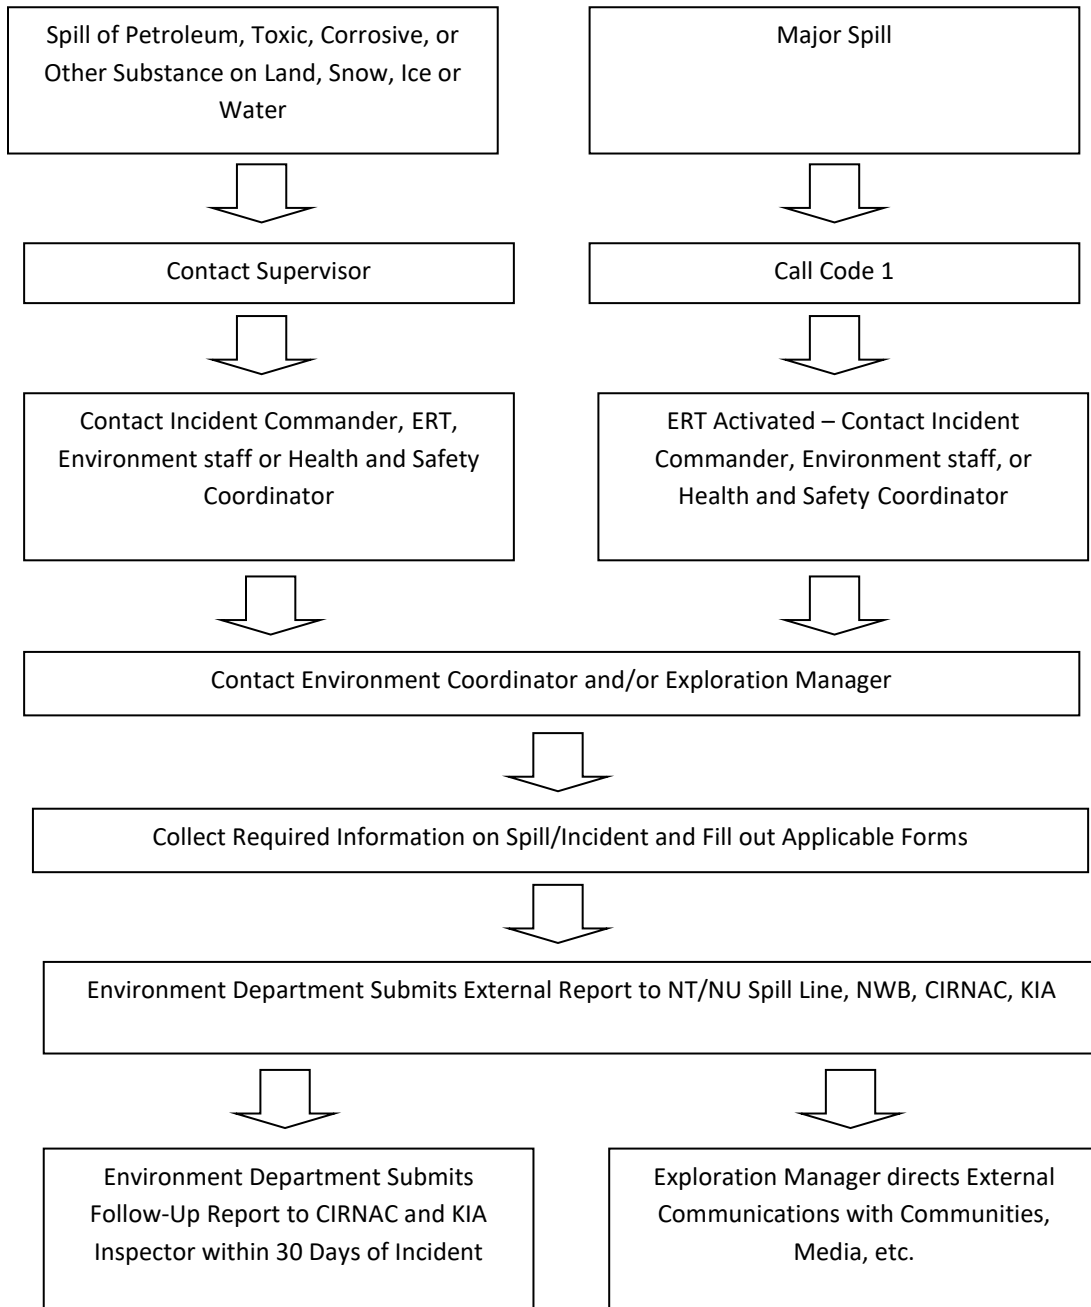 Spill of Petroleum, Toxic, Corrosive, or
Other Substance on Land, Snow, Ice or
Water
Major Spill
Contact Supervisor
Call Code 1
Contact Incident Commander, ERT,
Environment staff or Health and Safety
Coordinator
ERT Activated – Contact Incident
Commander, Environment staff, or
Health and Safety Coordinator
Contact Environment Coordinator and/or Exploration Manager
Collect Required Information on Spill/Incident and Fill out Applicable Forms
Environment Department Submits External Report to NT/NU Spill Line, NWB, CIRNAC, KIA
Environment Department Submits
Follow-Up Report to CIRNAC and KIA
Inspector within 30 Days of Incident
Exploration Manager directs External
Communications with Communities,
Media, etc.